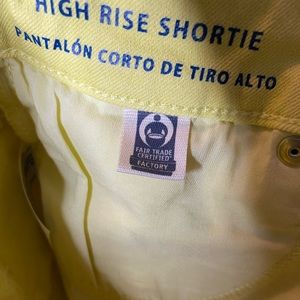 HIGH RISE SHORTIE
PANTALÓN CORTO DE TIRO ALTO
FAIR TRADE
CERTIFIED
FACTORY